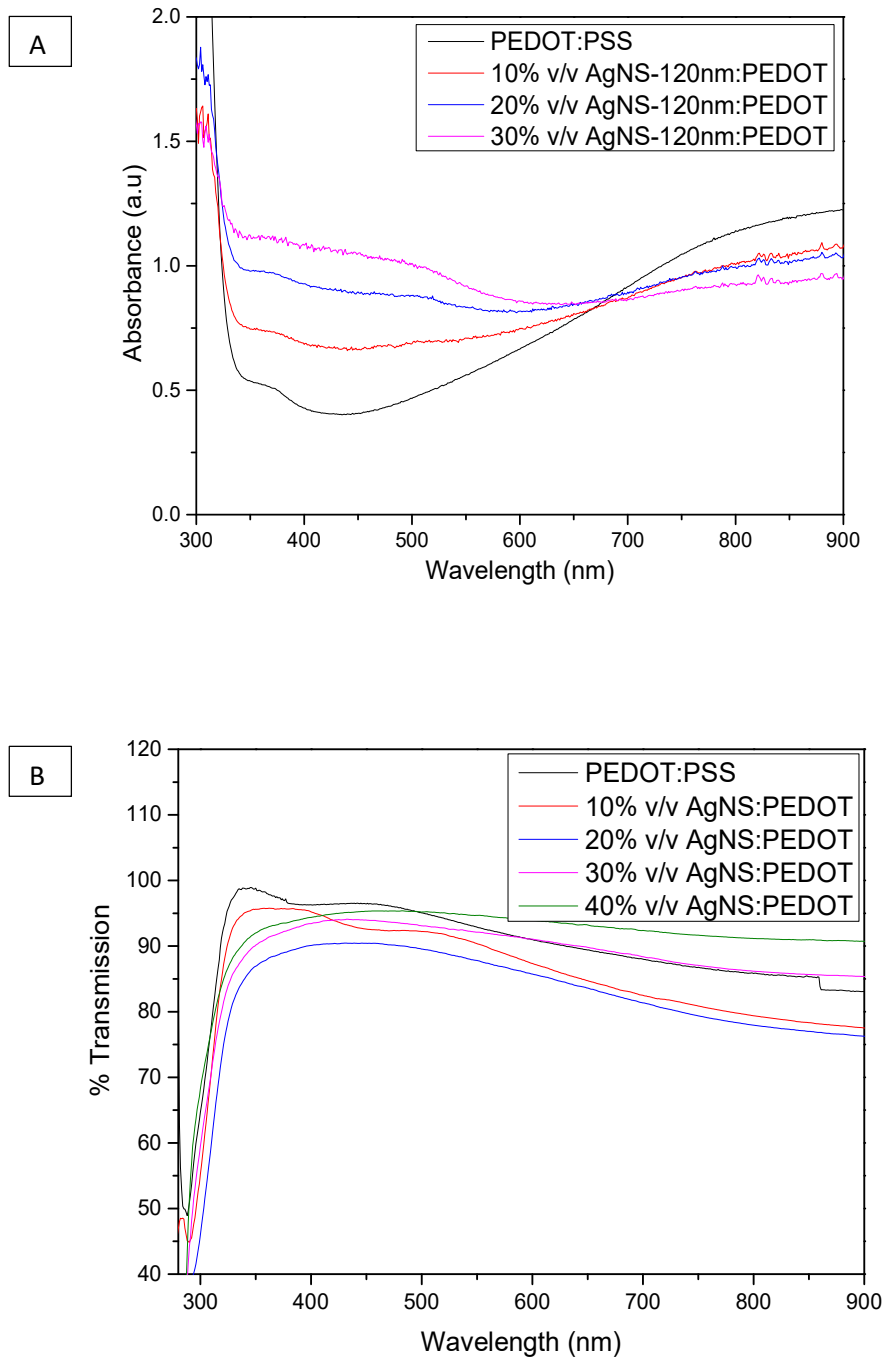 A
2.0
1.5
1.0
0.5
0.0
Absorbance (a.u)
PEDOT:PSS
10% v/v AgNS-120nm:PEDOT
20% v/v AgNS-120nm:PEDOT
30% v/v AgNS-120nm:PEDOT
300 400 500 600 700 800 900
Wavelength (nm)
B
120
110
100
90
80
70
60
50
40
% Transmission
PEDOT:PSS
10% v/v AgNS:PEDOT
20% v/v AgNS:PEDOT
30% v/v AgNS:PEDOT
40% v/v AgNS:PEDOT
300 400 500 600 700 800 900
Wavelength (nm)